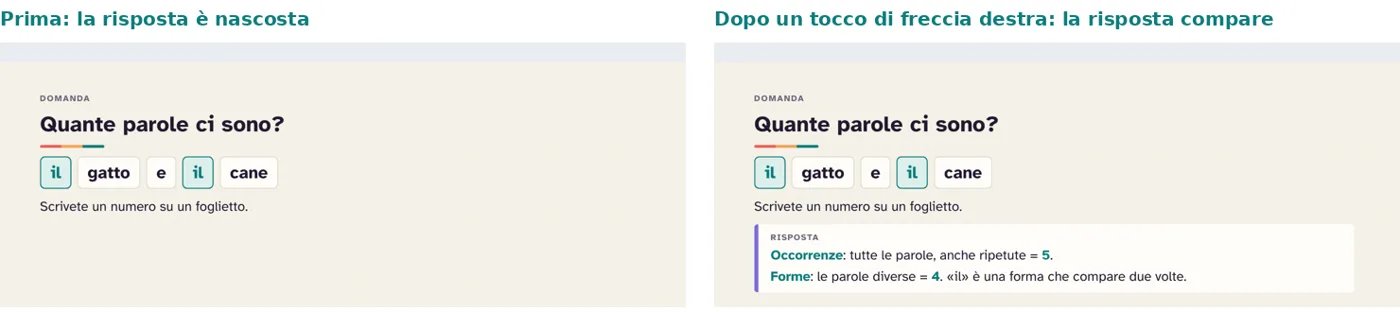 Prima: la risposta è nascosta
DOMANDA
Quante parole ci sono?
il gatto e il cane
Scrivete un numero su un foglietto.
Dopo un tocco di freccia destra: la risposta compare
DOMANDA
Quante parole ci sono?
il gatto e il cane
Scrivete un numero su un foglietto.
RISPOSTA
Occorrenze: tutte le parole, anche ripetute = 5.
Forme: le parole diverse = 4. «il» è una forma che compare due volte.